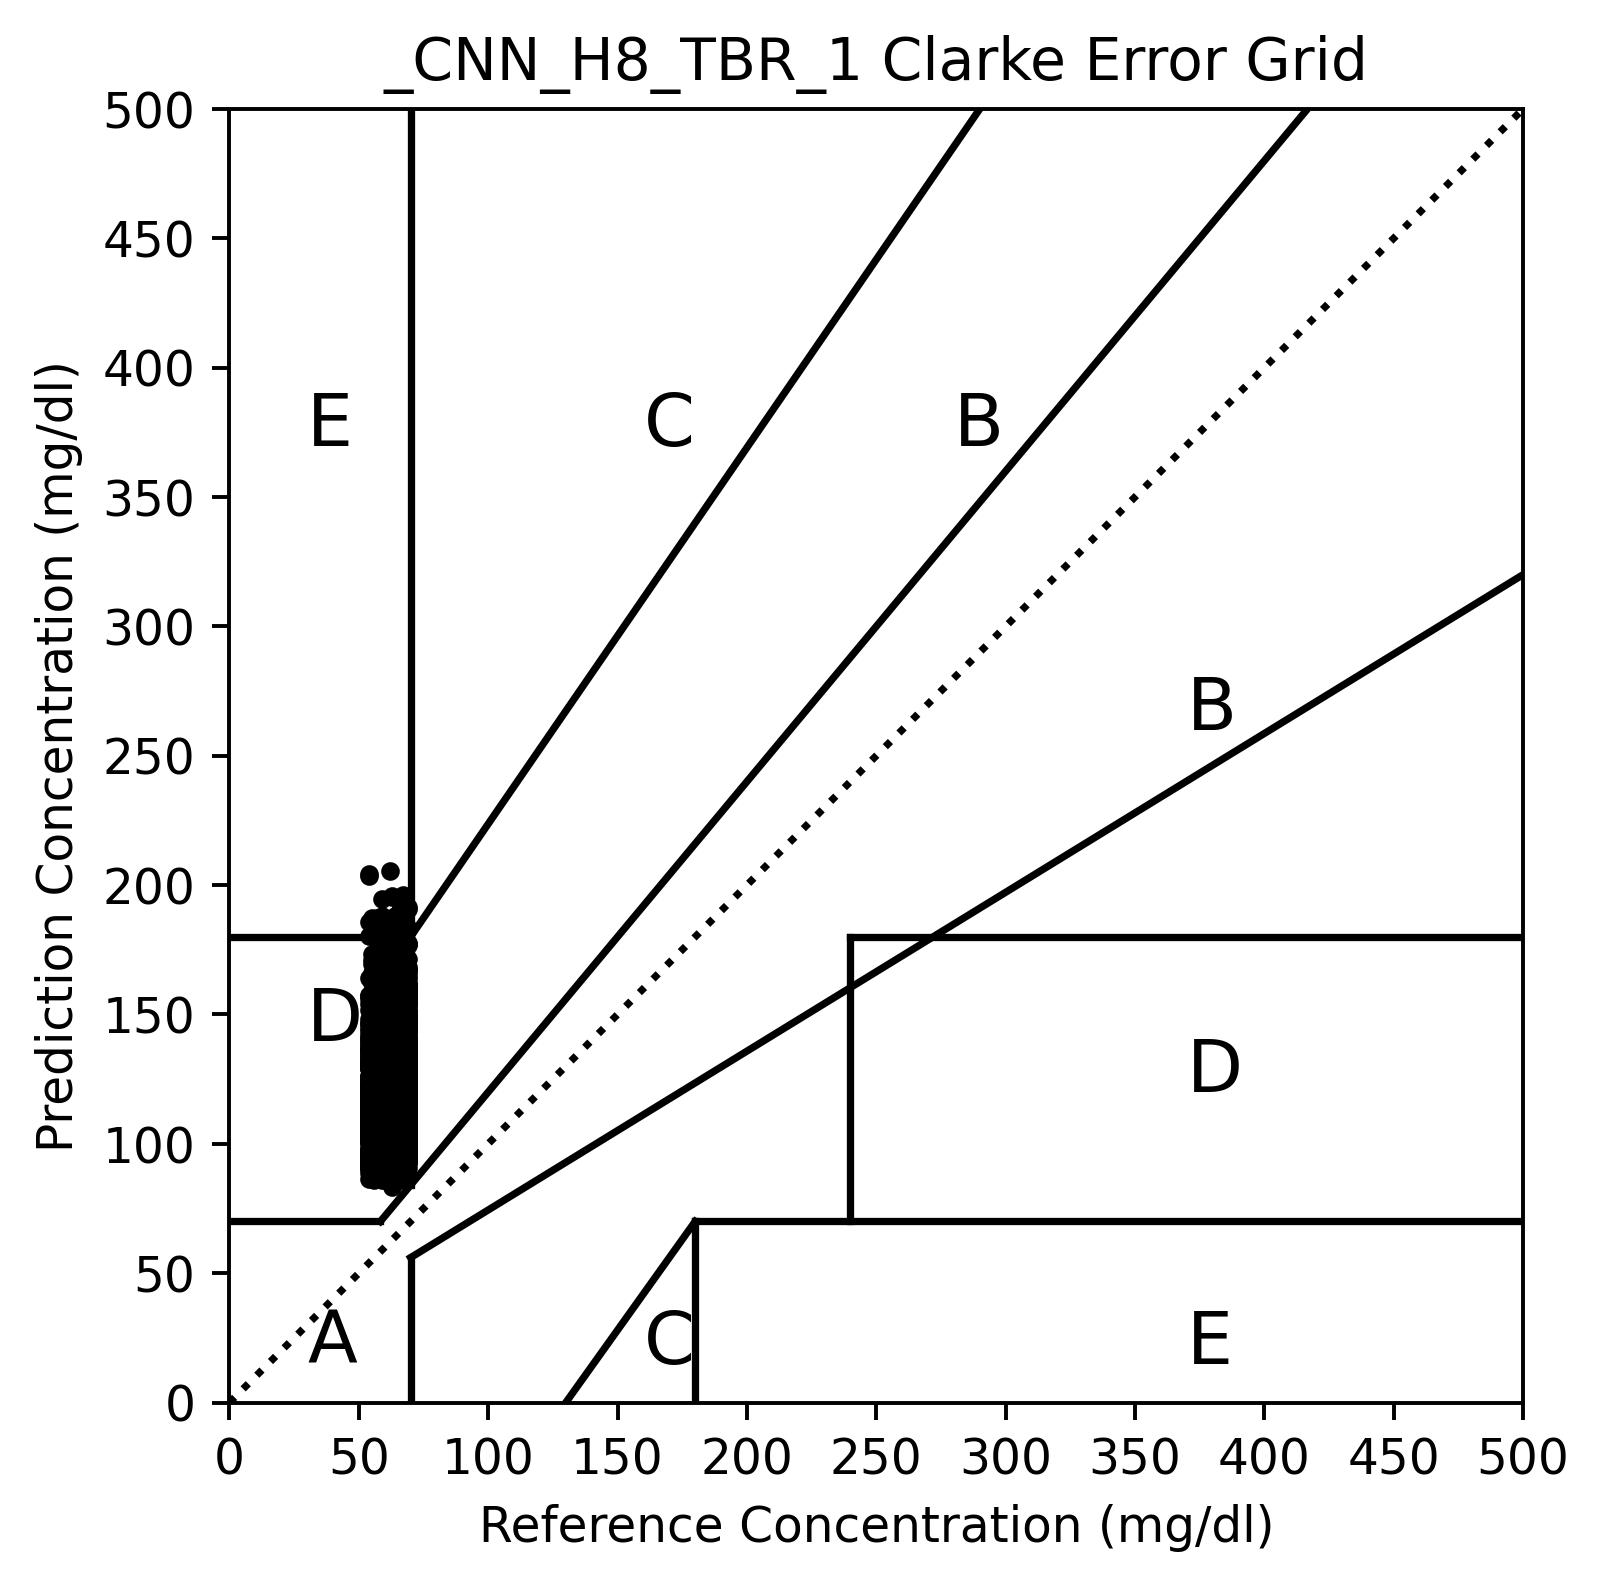 _CNN_H8_TBR_1 Clarke Error Grid
500
450
400
350
300
250
200
150
100
50
0
Prediction Concentration (mg/dl)
E
C
B
B
D
D
A
C
E
0 50 100 150 200 250 300 350 400 450 500
Reference Concentration (mg/dl)